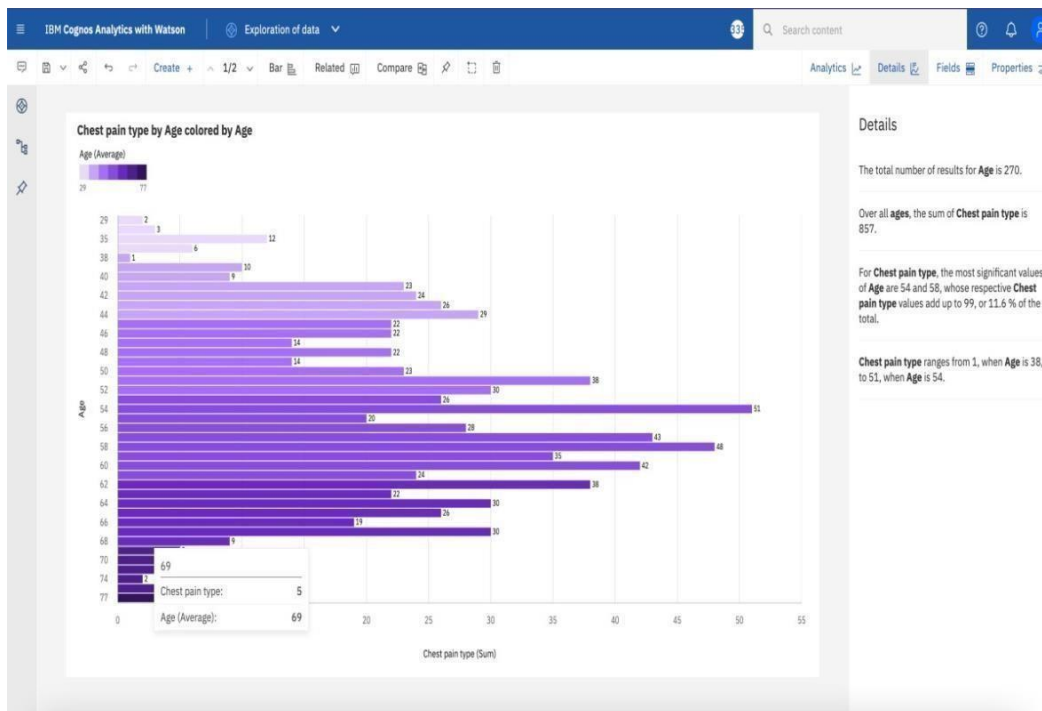 IBM Cognos Analytics with Watson
Exploration of data
Search content
Create +
1/2
Bar
Related
Compare
Analytics
Details
Fields
Properties
Chest pain type by Age colored by Age
Age (Average)
29 77
29 2
3
35 12
6
38 1
10
40 9
23
42 24
26
44 29
22
46 22
14
48 22
14
50 23
38
52 30
26
54 51
20
56 28
43
58 48
35
60 42
24
62 38
22
64 30
26
66 19
30
68 9
70
74 2
77
Age
69
Chest pain type: 5
Age (Average): 69
0 20 25 30 35 40 45 50 55
Chest pain type (Sum)
Details
The total number of results for Age is 270.
Over all ages, the sum of Chest pain type is
857.
For Chest pain type, the most significant values
of Age are 54 and 58, whose respective Chest
pain type values add up to 99, or 11.6 % of the
total.
Chest pain type ranges from 1, when Age is 38,
to 51, when Age is 54.